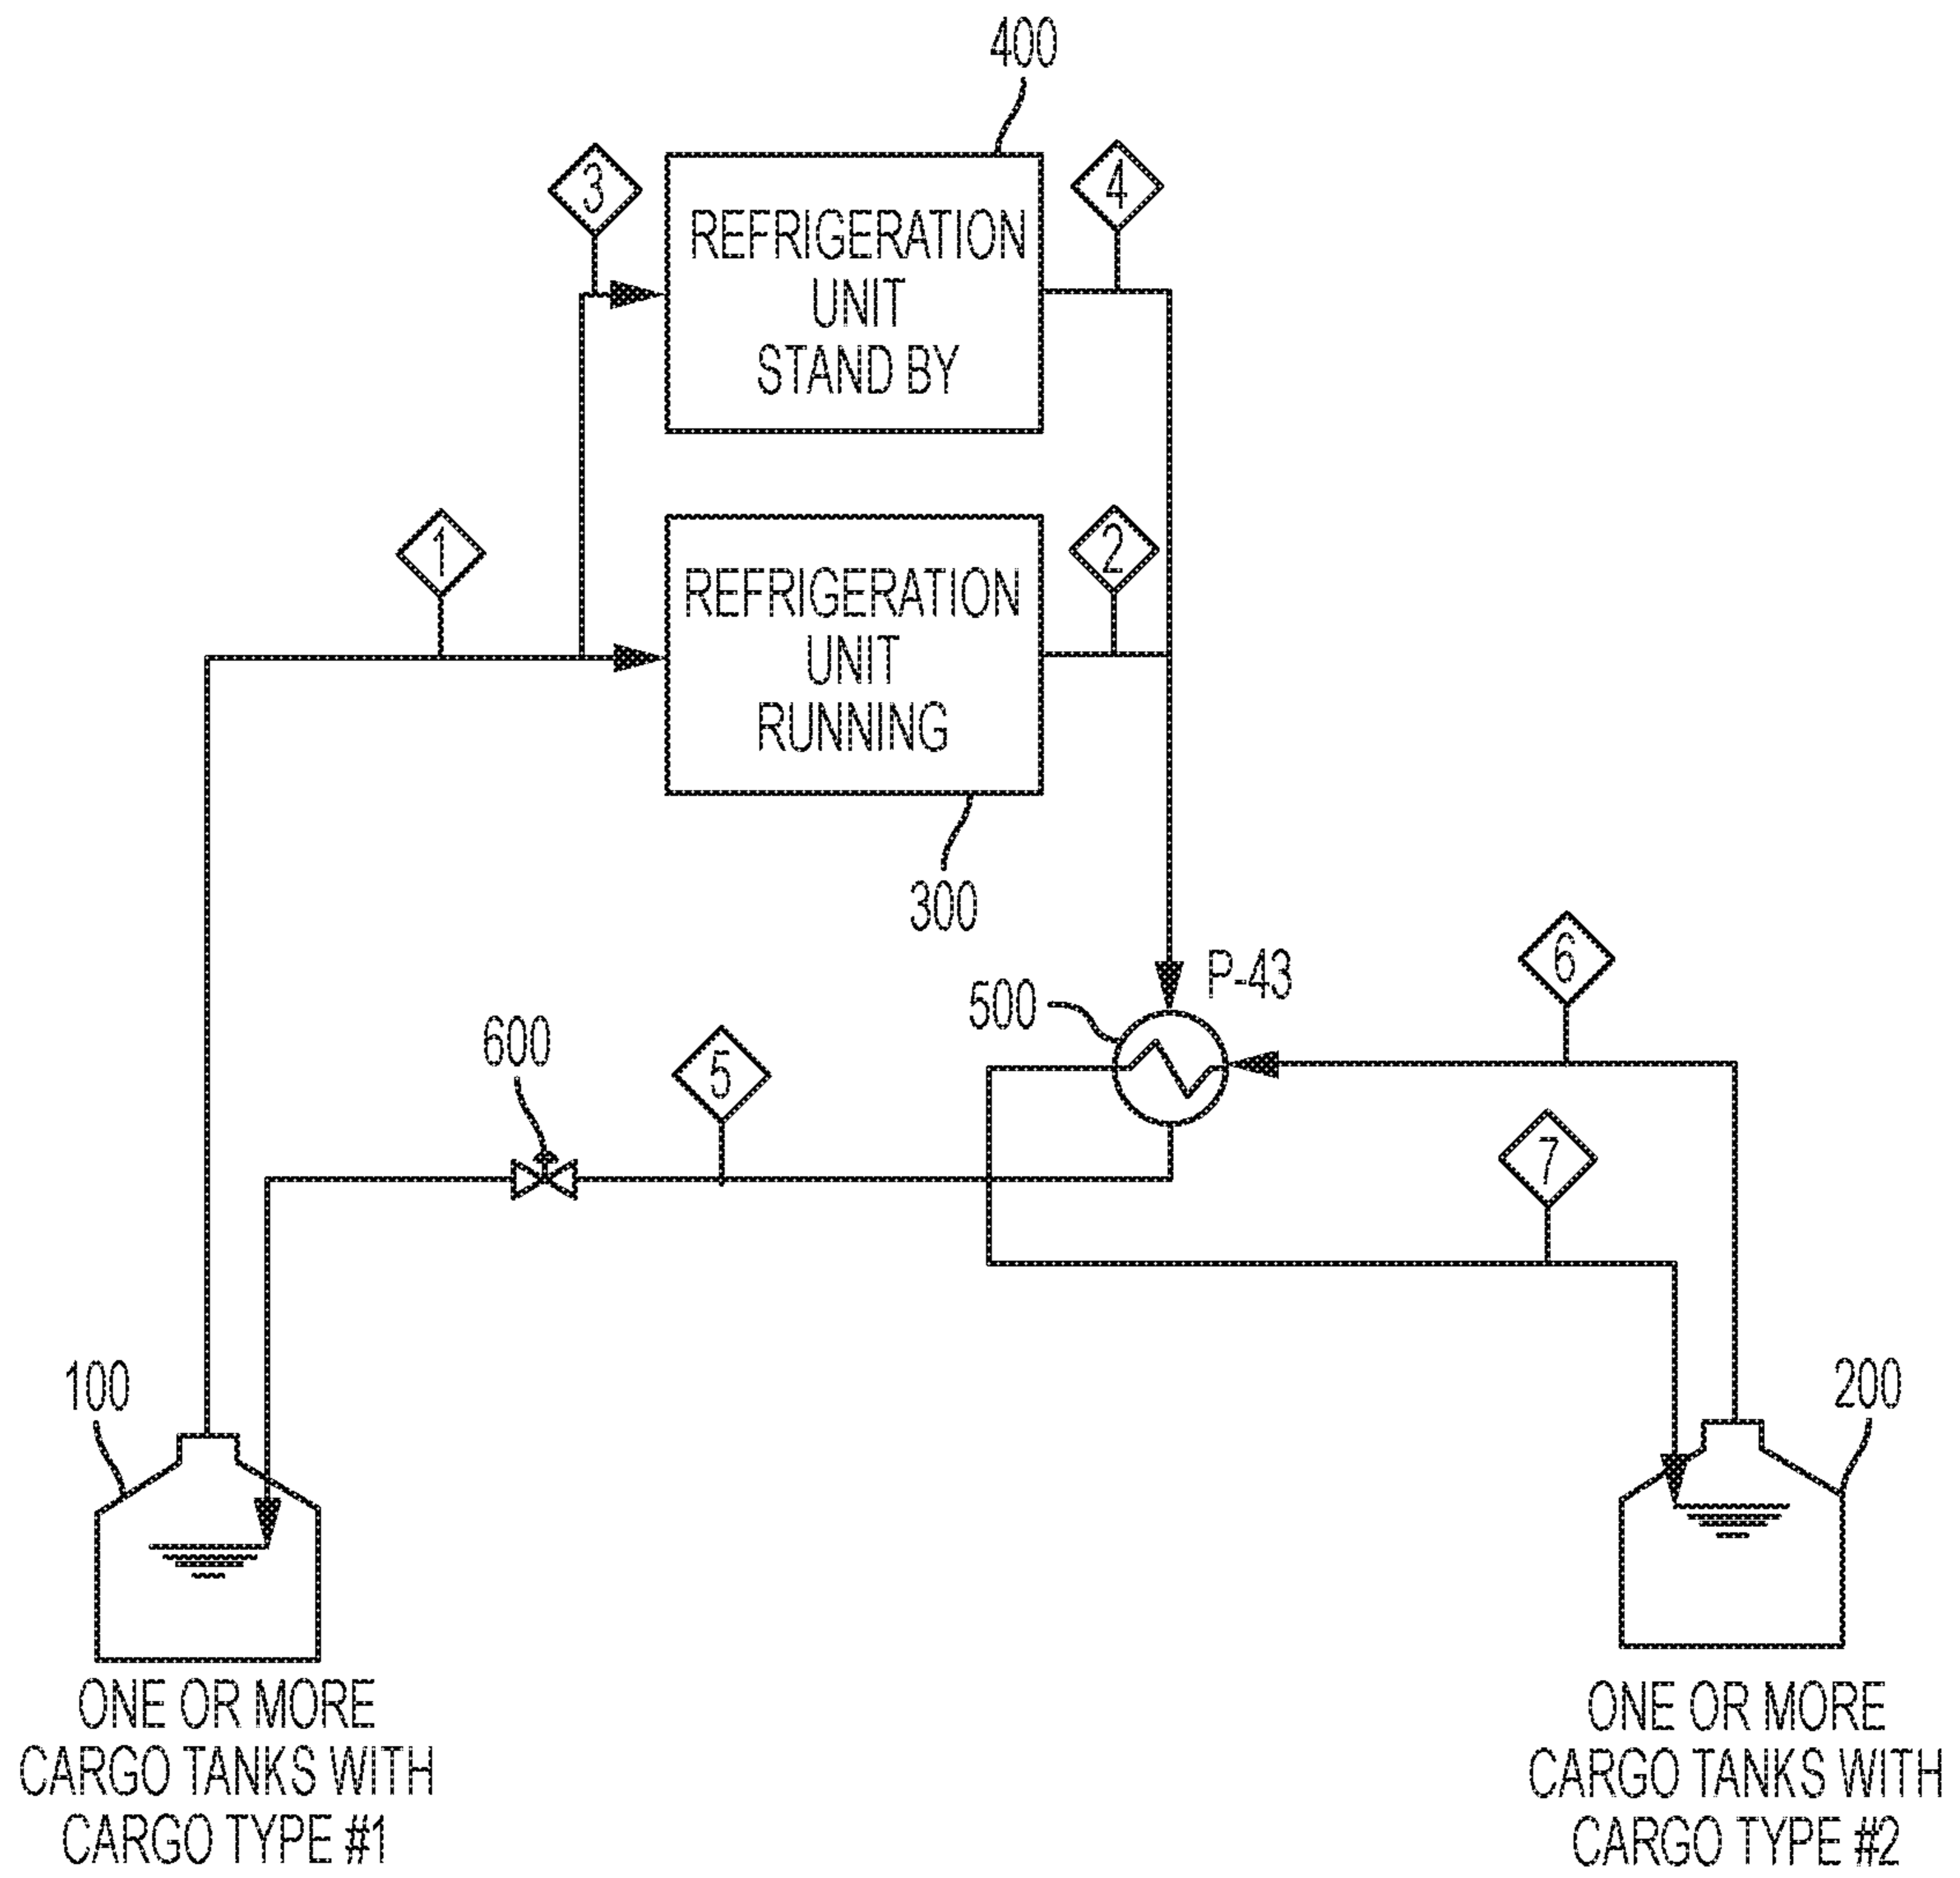 400
3
4
REFRIGERATION
UNIT
STAND BY
1
2
REFRIGERATION
UNIT
RUNNING
300
P-43
6
500
600
5
7
100
200
ONE OR MORE
CARGO TANKS WITH
CARGO TYPE #1
ONE OR MORE
CARGO TANKS WITH
CARGO TYPE #2